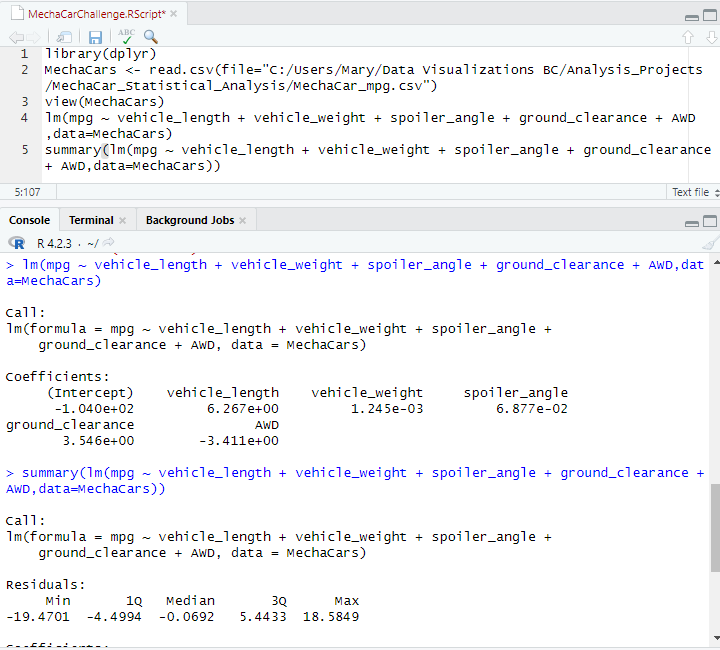 MechaCarChallenge.RScript*
ABC
1 library(dplyr)
2 MechaCars <- read.csv(file="C:/Users/Mary/Data Visualizations BC/Analysis_Projects
/MechaCar_Statistical_Analysis/MechaCar_mpg.csv")
3 view(MechaCars)
4 lm(mpg ~ vehicle_length + vehicle_weight + spoiler_angle + ground_clearance + AWD
,data=MechaCars)
5 summary(lm(mpg ~ vehicle_length + vehicle_weight + spoiler_angle + ground_clearance
+ AWD,data=MechaCars))
5:107 Text file
Console Terminal Background Jobs
R R 4.2.3 · ~/
> lm(mpg ~ vehicle_length + vehicle_weight + spoiler_angle + ground_clearance + AWD,dat
a=MechaCars)
Call:
lm(formula = mpg ~ vehicle_length + vehicle_weight + spoiler_angle +
ground_clearance + AWD, data = MechaCars)
Coefficients:
(Intercept) vehicle_length vehicle_weight spoiler_angle
-1.040e+02 6.267e+00 1.245e-03 6.877e-02
ground_clearance AWD
3.546e+00 -3.411e+00
> summary(lm(mpg ~ vehicle_length + vehicle_weight + spoiler_angle + ground_clearance +
AWD,data=MechaCars))
Call:
lm(formula = mpg ~ vehicle_length + vehicle_weight + spoiler_angle +
ground_clearance + AWD, data = MechaCars)
Residuals:
Min 1Q Median 3Q Max
-19.4701 -4.4994 -0.0692 5.4433 18.5849